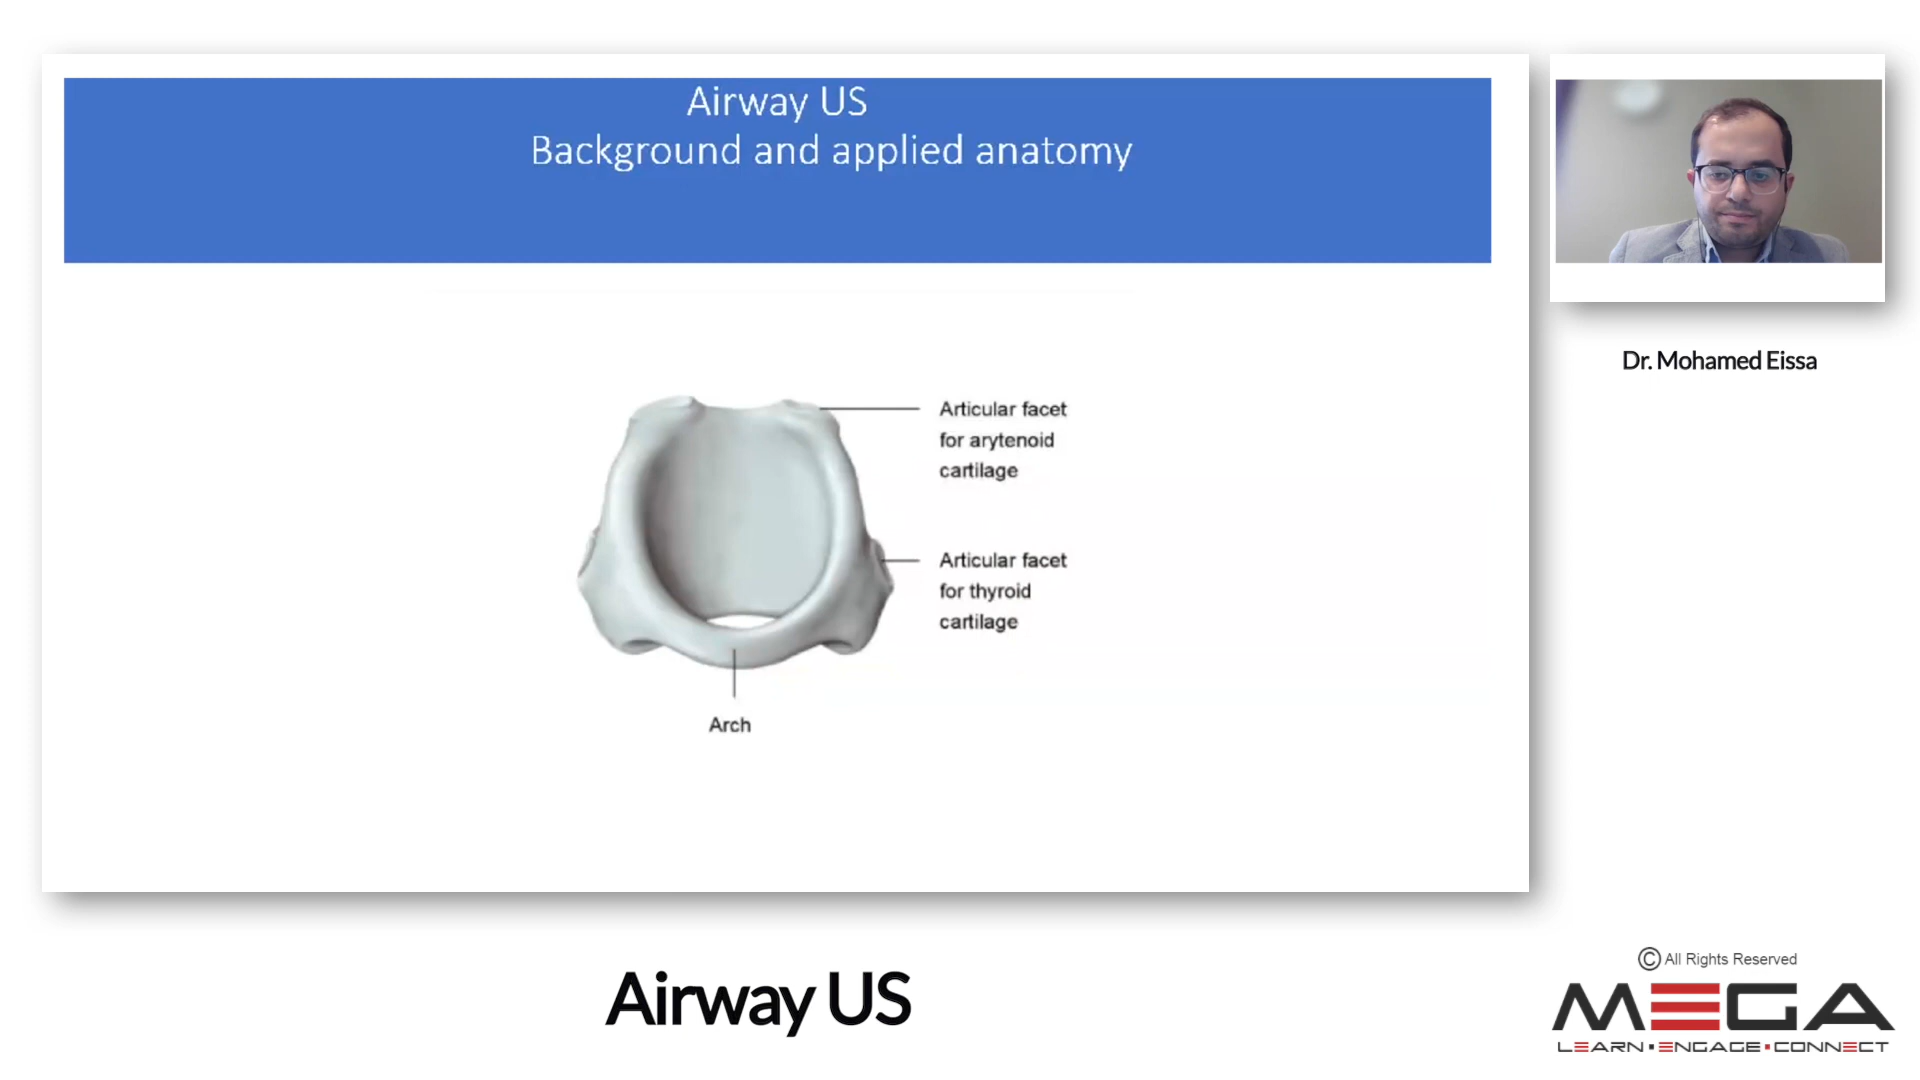 Airway US
Background and applied anatomy
Articular facet
for arytenoid
cartilage
Articular facet
for thyroid
cartilage
Arch
Dr. Mohamed Eissa
Airway US
© All Rights Reserved
MEGA
LEARN • ENGAGE • CONNECT